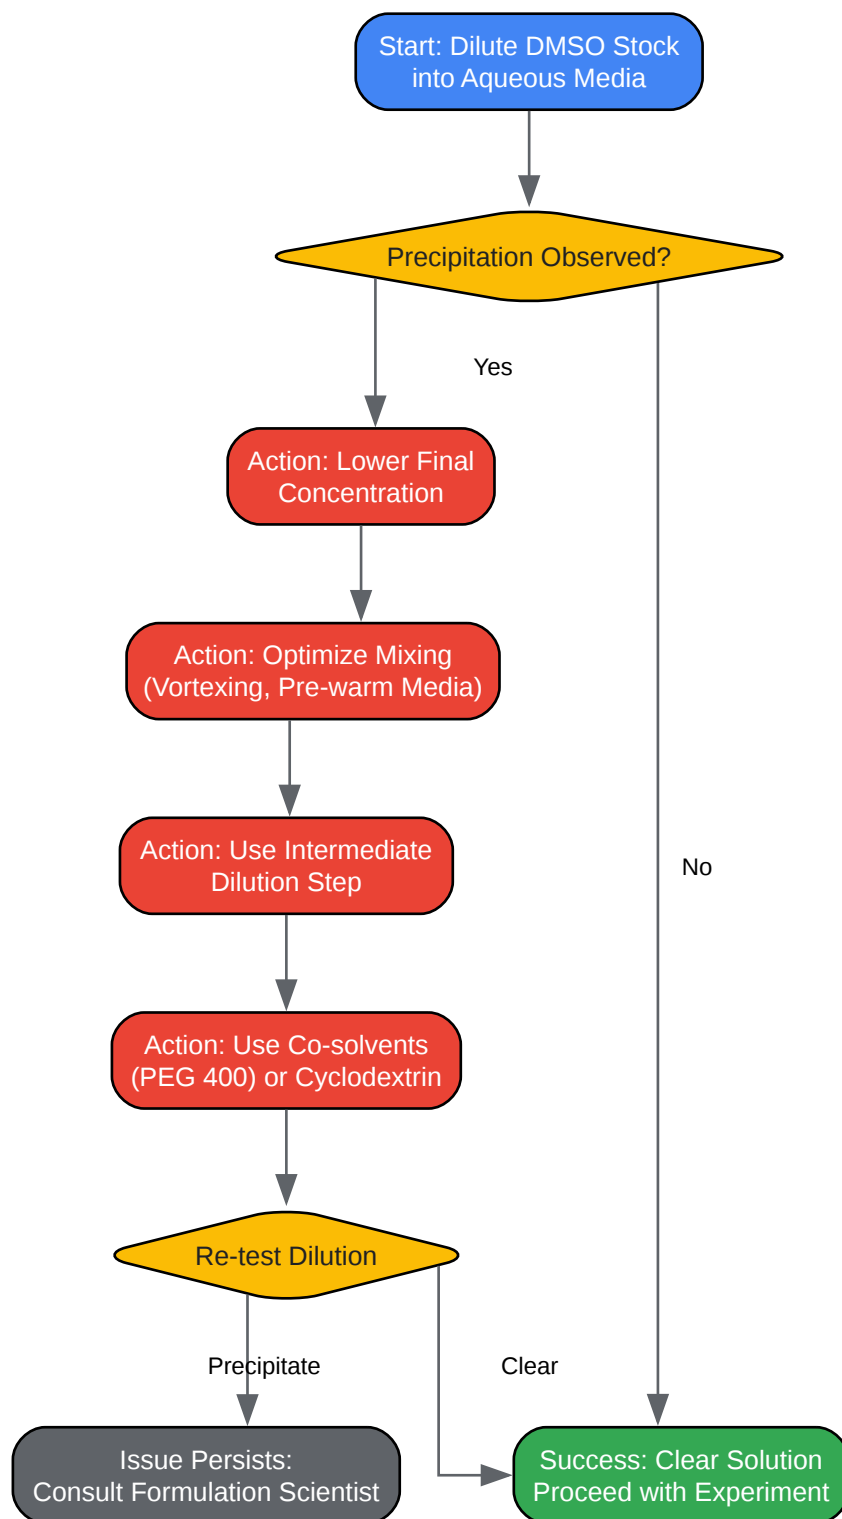 Start: Dilute DMSO Stock
into Aqueous Media
Precipitation Observed?
Yes
Action: Lower Final
Concentration
Action: Optimize Mixing
(Vortexing, Pre-warm Media)
Action: Use Intermediate
Dilution Step
No
Action: Use Co-solvents
(PEG 400) or Cyclodextrin
Re-test Dilution
Precipitate
Clear
Issue Persists:
Consult Formulation Scientist
Success: Clear Solution
Proceed with Experiment